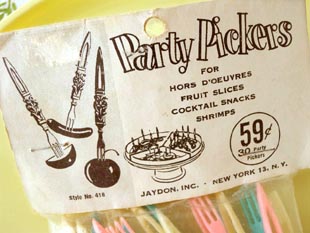 Party Pickers
FOR
HORS D'OEUVRES
FRUIT SLICES
COCKTAIL SNACKS
SHRIMPS
59¢
30 Party
Pickers
Style No. 416
JAYDON, INC. - NEW YORK 13, N.Y.